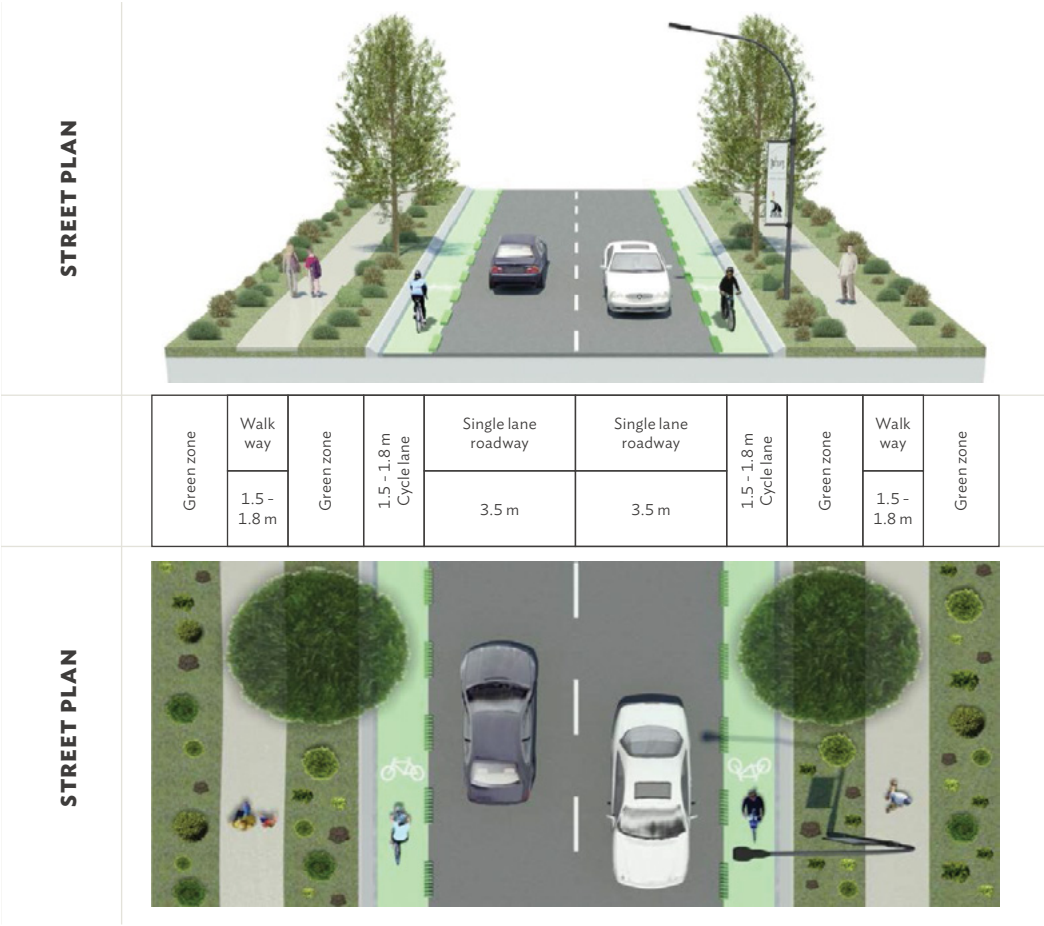 STREET PLAN
Green zone
Walk
way
1.5 -
1.8 m
Green zone
1.5 - 1.8 m
Cycle lane
Single lane
roadway
3.5 m
Single lane
roadway
3.5 m
1.5 - 1.8 m
Cycle lane
Green zone
Walk
way
1.5 -
1.8 m
Green zone
STREET PLAN